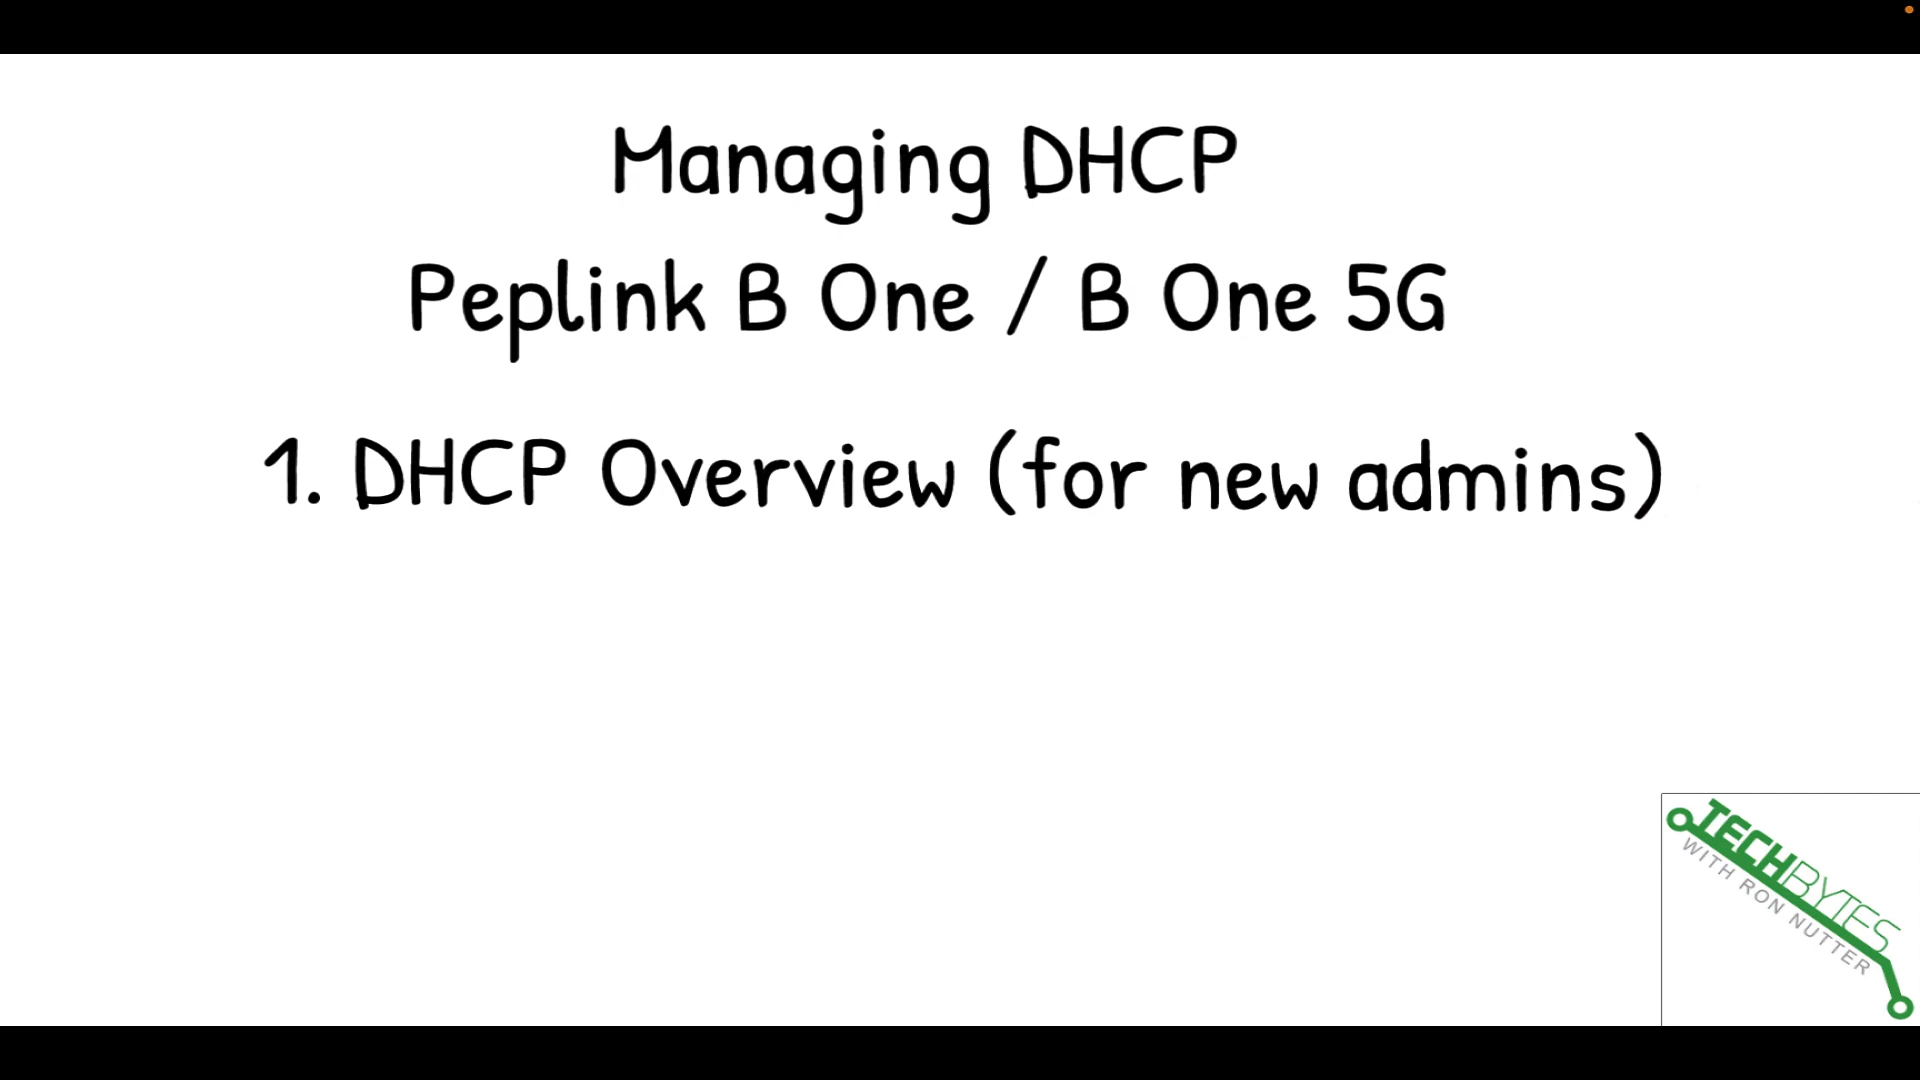 Managing DHCP
Peplink B One / B One 5G
1. DHCP Overview (for new admins)
TECHBYTES
WITH RON NUTTER